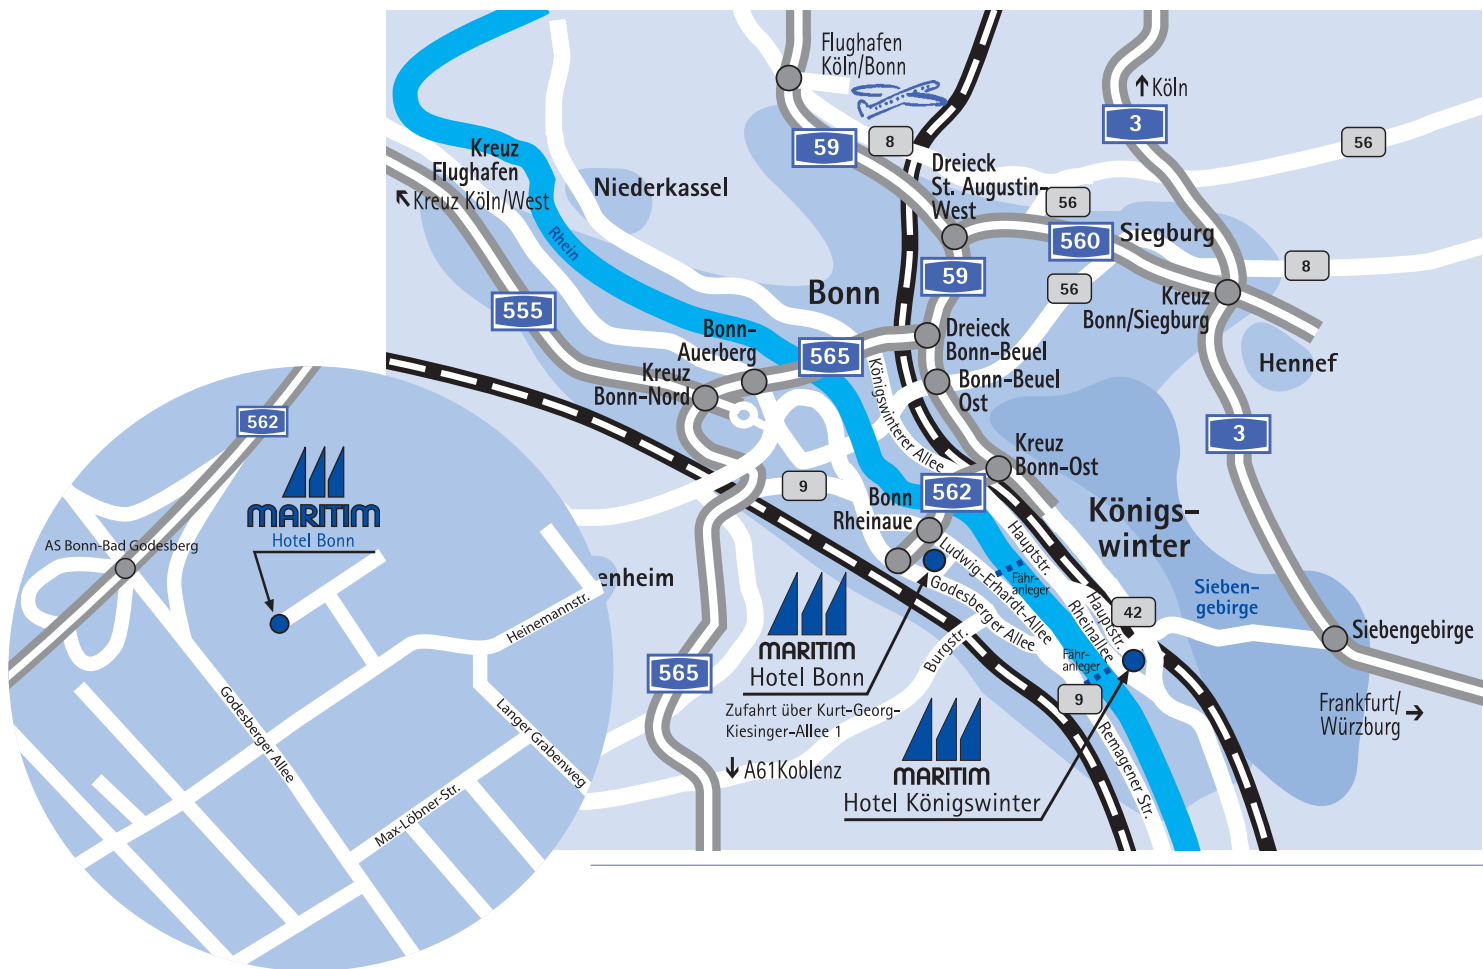 Flughafen
Köln/Bonn
Köln
3
59
8
56
Kreuz
Flughafen
Kreuz Köln/West
Niederkassel
Dreieck
St. Augustin-
West
56
560
Siegburg
Rhein
59
56
8
Bonn
Kreuz
Bonn/Siegburg
555
Bonn-
Auerberg
565
Dreieck
Bonn-Beuel
Hennef
Kreuz
Bonn-Nord
Königswinterer Allee
Bonn-Beuel
Ost
562
3
MARITIM
Hotel Bonn
AS Bonn-Bad Godesberg
Kreuz
Bonn-Ost
9
Bonn
Rheinaue
562
Königs-
winter
Hauptstr.
Ludwig-Erhardt-Allee
Godesberger Allee
Fähr-
anleger
enheim
Heinemannstr.
Sieben-
gebirge
Hauptstr.
Rheinallee
42
Siebengebirge
MARITIM
Hotel Bonn
Burgstr.
Fähr-
anleger
565
Zufahrt über Kurt-Georg-
Kiesinger-Allee 1
9
Frankfurt/
Würzburg
Godesberger Allee
Langer Grabenweg
Max-Löbner-Str.
A61Koblenz
MARITIM
Hotel Königswinter
Remagener Str.